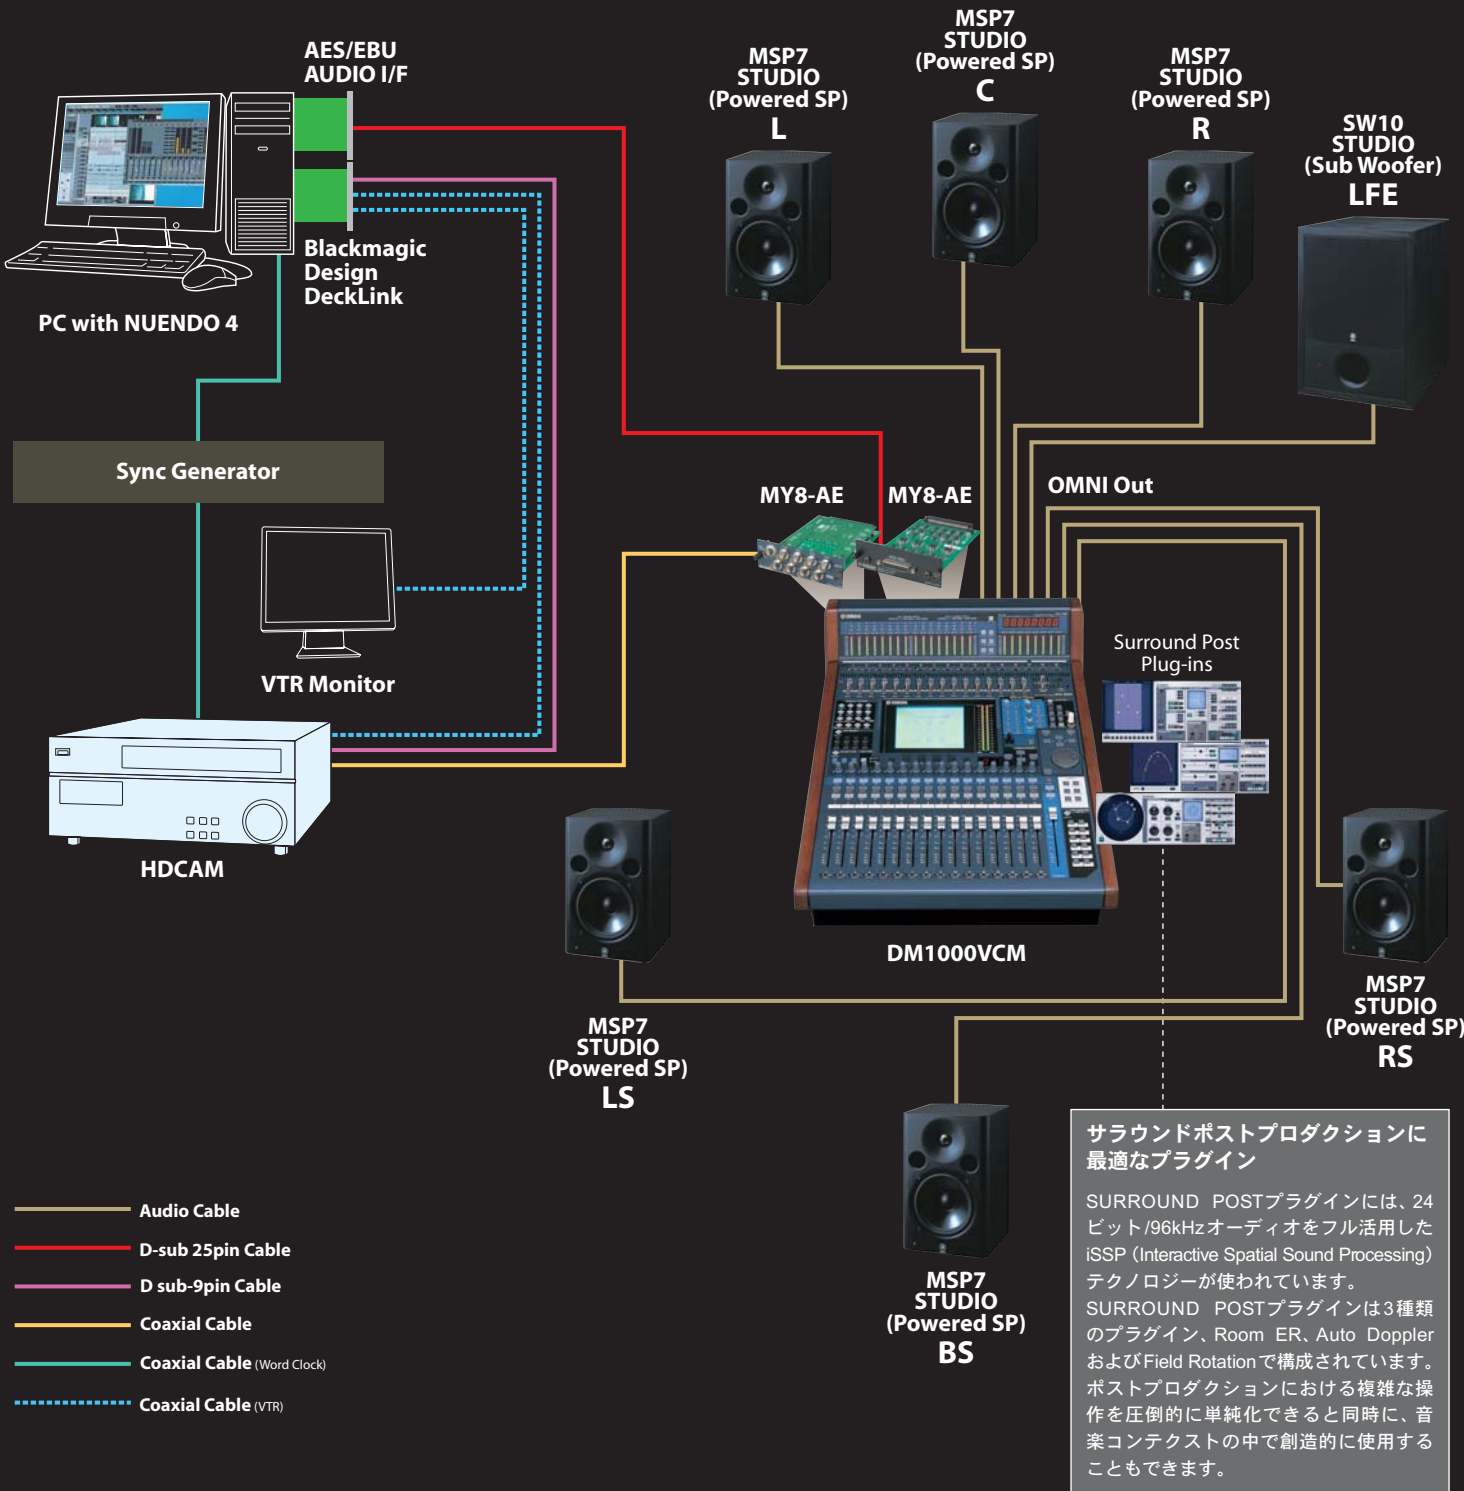 AES/EBU
AUDIO I/F
Blackmagic
Design
DeckLink
PC with NUENDO 4
Sync Generator
VTR Monitor
HDCAM
MSP7
STUDIO
(Powered SP)
L
MSP7
STUDIO
(Powered SP)
C
MSP7
STUDIO
(Powered SP)
R
SW10
STUDIO
(Sub Woofer)
LFE
MY8-AE
MY8-AE
OMNI Out
Surround Post
Plug-ins
DM1000VCM
MSP7
STUDIO
(Powered SP)
LS
MSP7
STUDIO
(Powered SP)
RS
MSP7
STUDIO
(Powered SP)
BS
Audio Cable
D-sub 25pin Cable
D sub-9pin Cable
Coaxial Cable
Coaxial Cable (Word Clock)
Coaxial Cable (VTR)
サラウンドポストプロダクションに
最適なプラグイン
SURROUND POSTプラグインには、24
ビット/96kHzオーディオをフル活用した
iSSP（Interactive Spatial Sound Processing）
テクノロジーが使われています。
SURROUND POSTプラグインは3種類
のプラグイン、Room ER、Auto Doppler
およびField Rotationで構成されています。
ポストプロダクションにおける複雑な操
作を圧倒的に単純化できると同時に、音
楽コンテクストの中で創造的に使用する
こともできます。